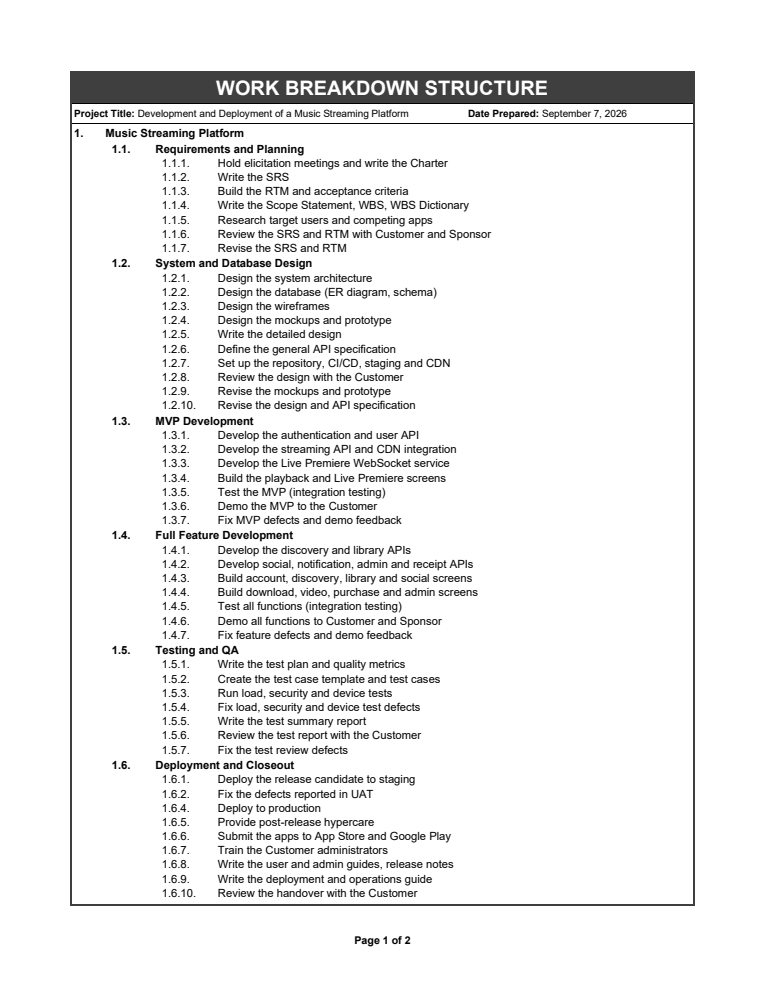 WORK BREAKDOWN STRUCTURE
Project Title: Development and Deployment of a Music Streaming Platform Date Prepared: September 7, 2026
1. Music Streaming Platform
1.1. Requirements and Planning
1.1.1. Hold elicitation meetings and write the Charter
1.1.2. Write the SRS
1.1.3. Build the RTM and acceptance criteria
1.1.4. Write the Scope Statement, WBS, WBS Dictionary
1.1.5. Research target users and competing apps
1.1.6. Review the SRS and RTM with Customer and Sponsor
1.1.7. Revise the SRS and RTM
1.2. System and Database Design
1.2.1. Design the system architecture
1.2.2. Design the database (ER diagram, schema)
1.2.3. Design the wireframes
1.2.4. Design the mockups and prototype
1.2.5. Write the detailed design
1.2.6. Define the general API specification
1.2.7. Set up the repository, CI/CD, staging and CDN
1.2.8. Review the design with the Customer
1.2.9. Revise the mockups and prototype
1.2.10. Revise the design and API specification
1.3. MVP Development
1.3.1. Develop the authentication and user API
1.3.2. Develop the streaming API and CDN integration
1.3.3. Develop the Live Premiere WebSocket service
1.3.4. Build the playback and Live Premiere screens
1.3.5. Test the MVP (integration testing)
1.3.6. Demo the MVP to the Customer
1.3.7. Fix MVP defects and demo feedback
1.4. Full Feature Development
1.4.1. Develop the discovery and library APIs
1.4.2. Develop social, notification, admin and receipt APIs
1.4.3. Build account, discovery, library and social screens
1.4.4. Build download, video, purchase and admin screens
1.4.5. Test all functions (integration testing)
1.4.6. Demo all functions to Customer and Sponsor
1.4.7. Fix feature defects and demo feedback
1.5. Testing and QA
1.5.1. Write the test plan and quality metrics
1.5.2. Create the test case template and test cases
1.5.3. Run load, security and device tests
1.5.4. Fix load, security and device test defects
1.5.5. Write the test summary report
1.5.6. Review the test report with the Customer
1.5.7. Fix the test review defects
1.6. Deployment and Closeout
1.6.1. Deploy the release candidate to staging
1.6.2. Fix the defects reported in UAT
1.6.4. Deploy to production
1.6.5. Provide post-release hypercare
1.6.6. Submit the apps to App Store and Google Play
1.6.7. Train the Customer administrators
1.6.8. Write the user and admin guides, release notes
1.6.9. Write the deployment and operations guide
1.6.10. Review the handover with the Customer
Page 1 of 2